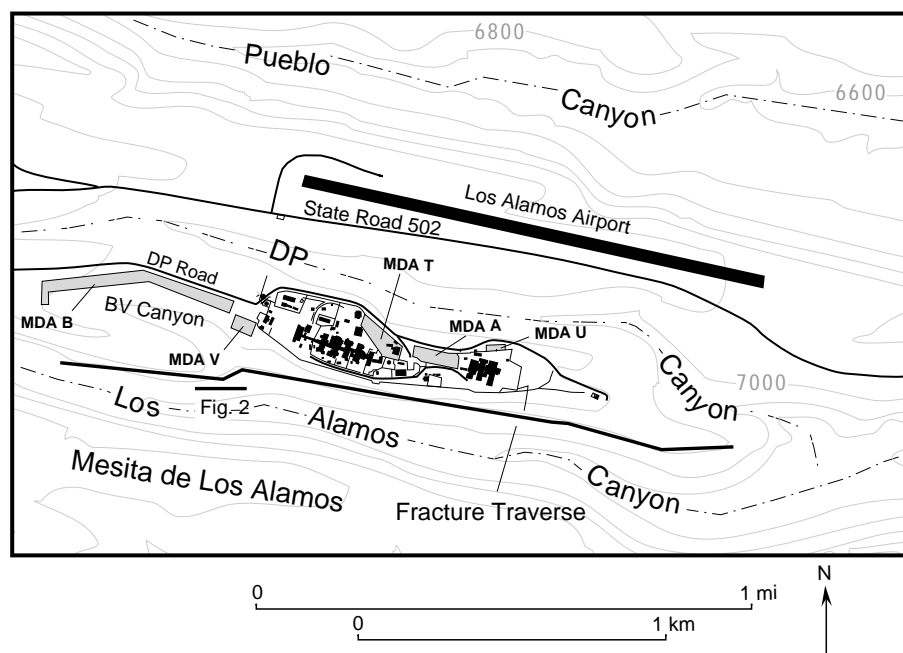 6800
Pueblo
Canyon
6600
Los Alamos Airport
State Road 502
DP
DP Road
MDA T
BV Canyon
MDA A
MDA U
MDA B
MDA V
Canyon
7000
Los
Fig. 2
Alamos
Canyon
Mesita de Los Alamos
Fracture Traverse
N
0
1 mi
0
1 km